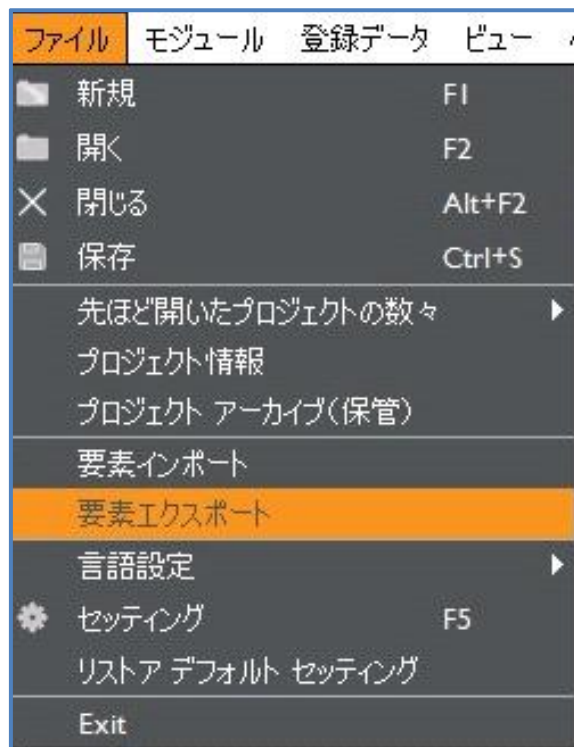 ファイル モジュール 登録データ ビュー
新規 F1
開く F2
閉じる Alt+F2
保存 Ctrl+S
先ほど開いたプロジェクトの数々
プロジェクト情報
プロジェクト アーカイブ(保管)
要素インポート
要素エクスポート
言語設定
セッティング F5
リストア デフォルト セッティング
Exit